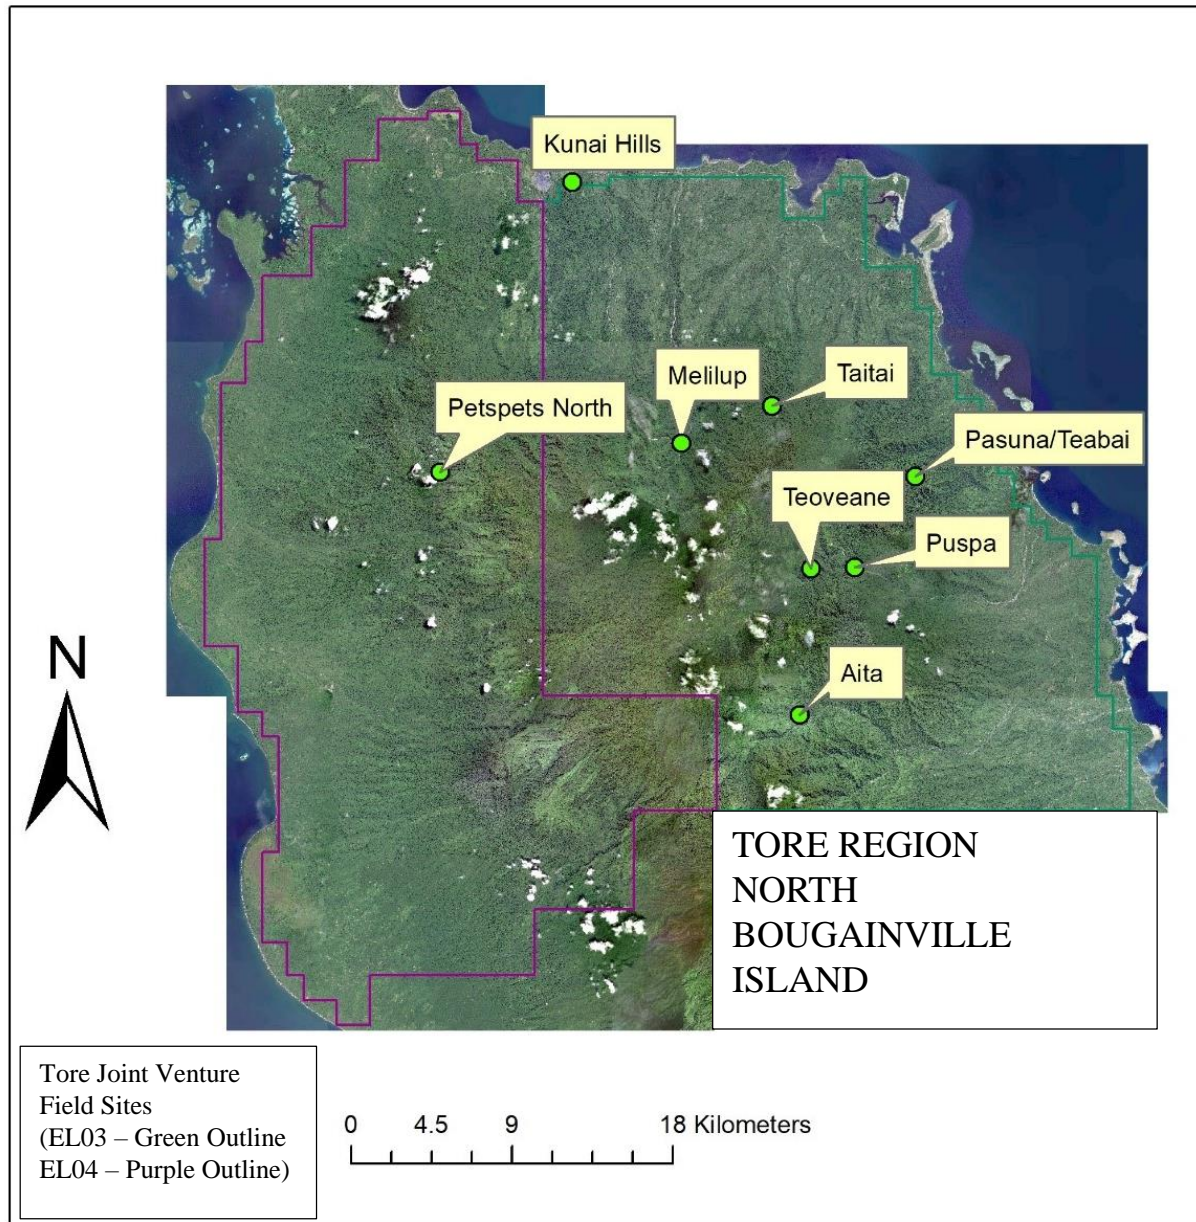 Kunai Hills
Melilup
Taitai
Petspets North
Pasuna/Teabai
Teoveane
Puspa
N
Aita
TORE REGION
NORTH
BOUGAINVILLE
ISLAND
Tore Joint Venture
Field Sites
(EL03 – Green Outline
EL04 – Purple Outline)
0 4.5 9 18 Kilometers